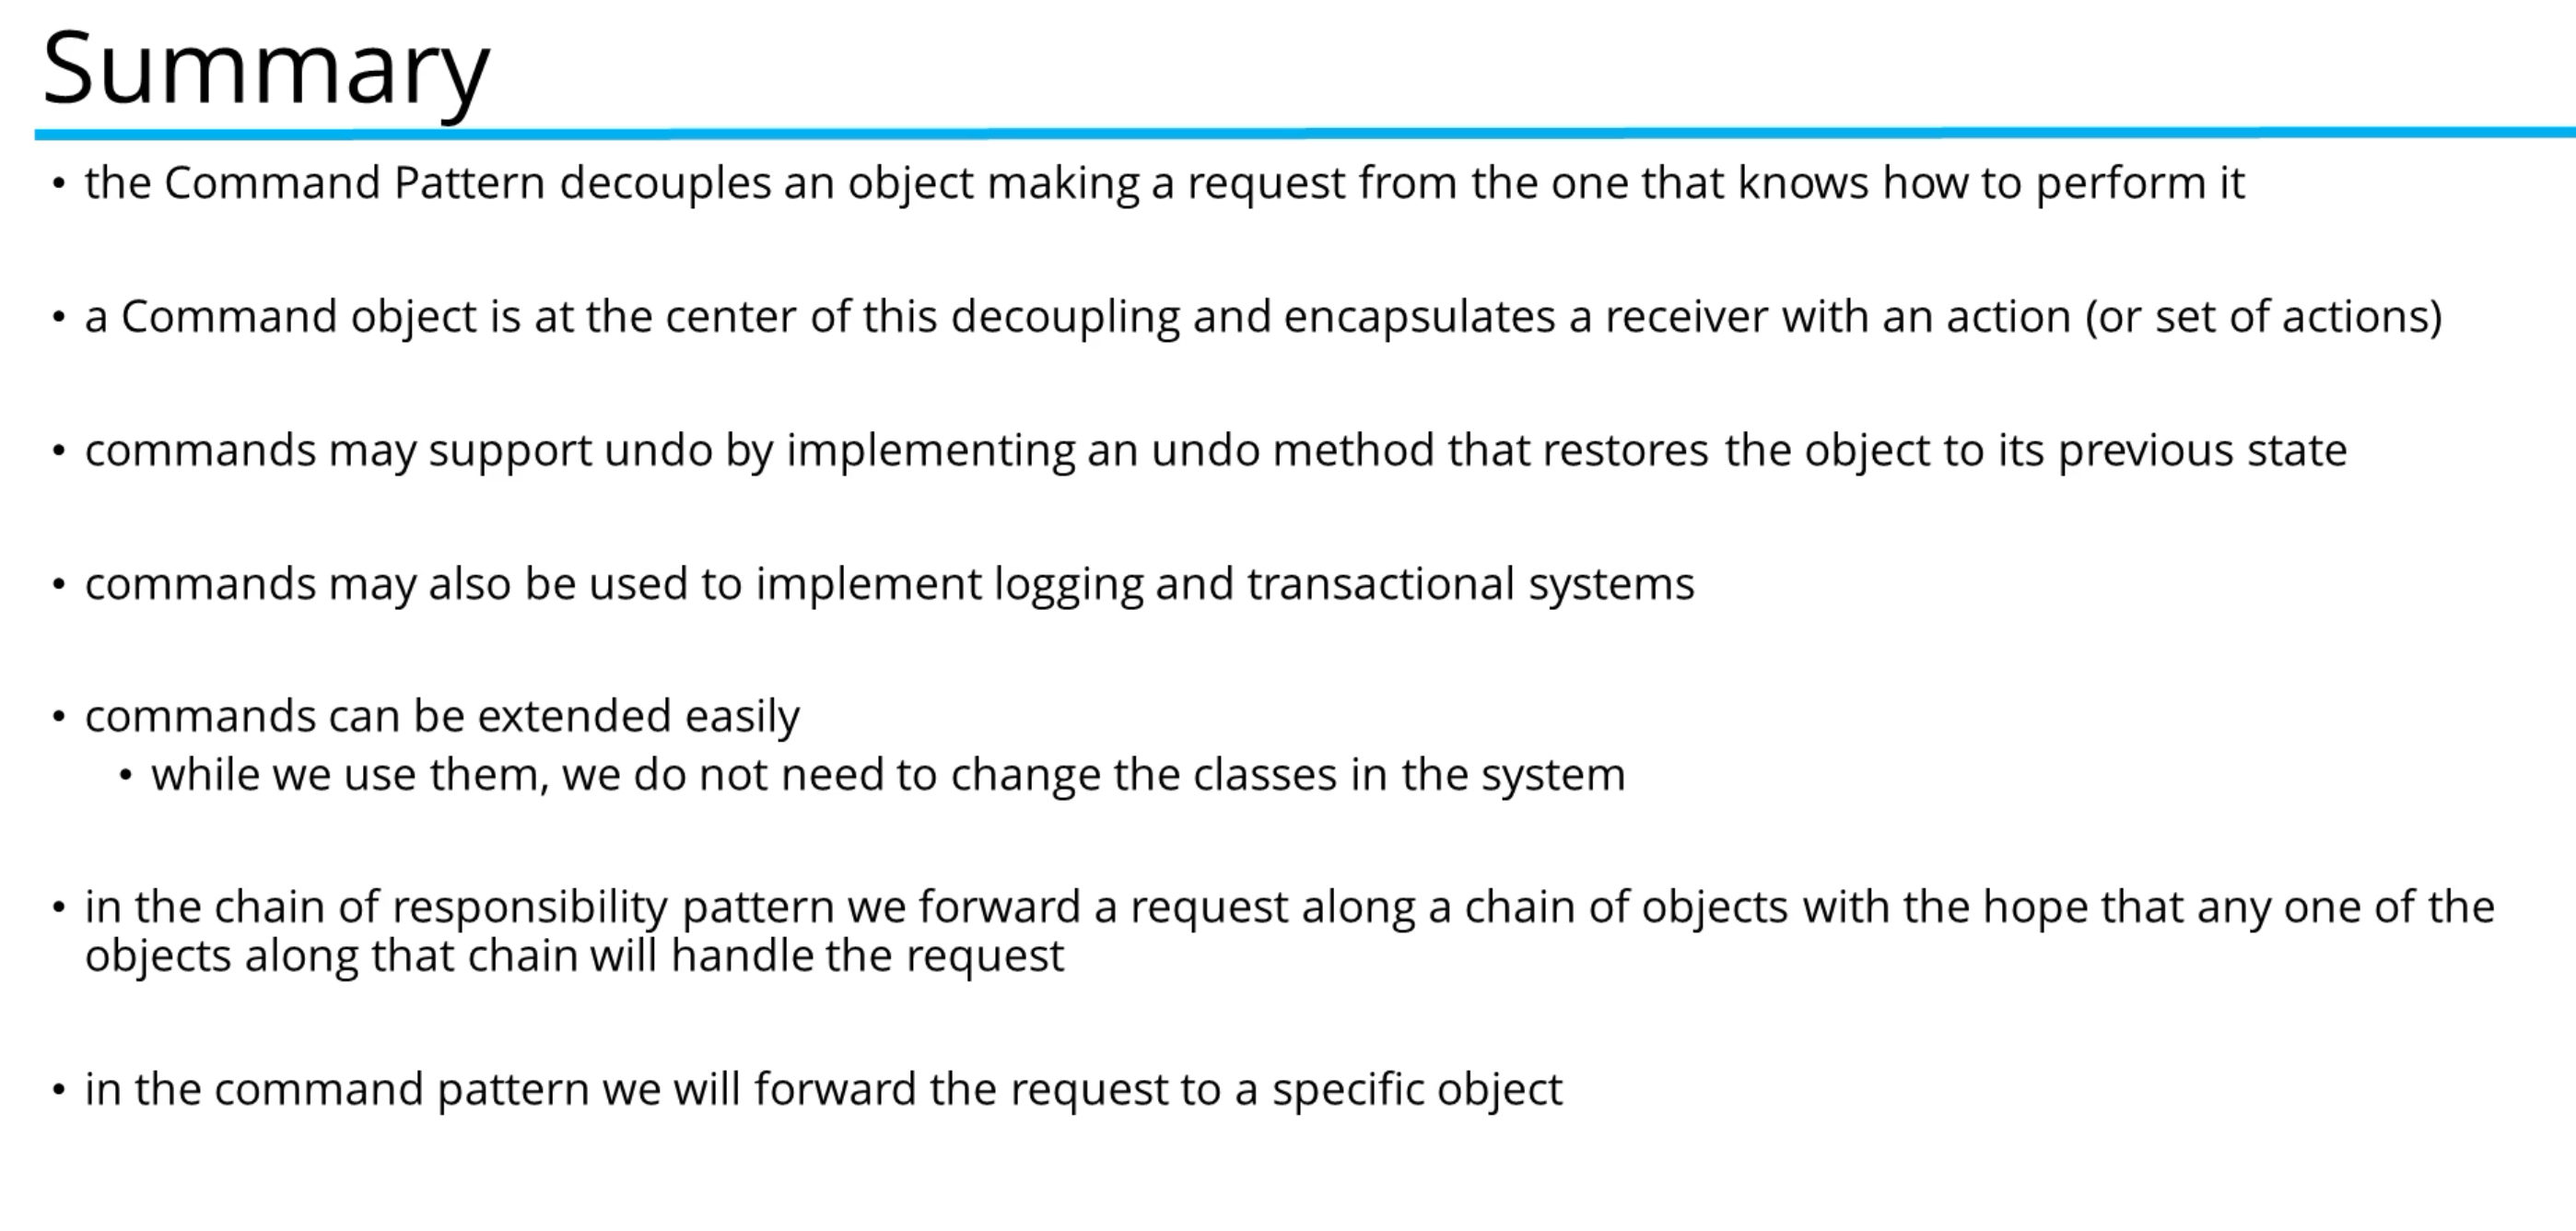 Summary
• the Command Pattern decouples an object making a request from the one that knows how to perform it
• a Command object is at the center of this decoupling and encapsulates a receiver with an action (or set of actions)
• commands may support undo by implementing an undo method that restores the object to its previous state
• commands may also be used to implement logging and transactional systems
• commands can be extended easily
• while we use them, we do not need to change the classes in the system
• in the chain of responsibility pattern we forward a request along a chain of objects with the hope that any one of the
objects along that chain will handle the request
• in the command pattern we will forward the request to a specific object